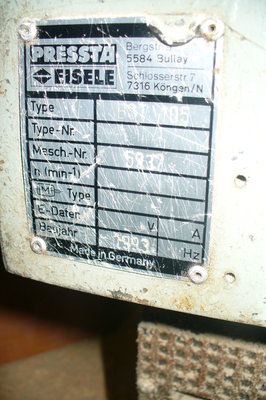 PRESSTA
EISELE
Bergstr
5584 Bullay
Schlosserstr 7
7316 Köngen/N
Type 105
Type-Nr.
Masch.-Nr.
n (min-1)
(M) Type
E-Daten V A
Baujahr Hz
Made in Germany